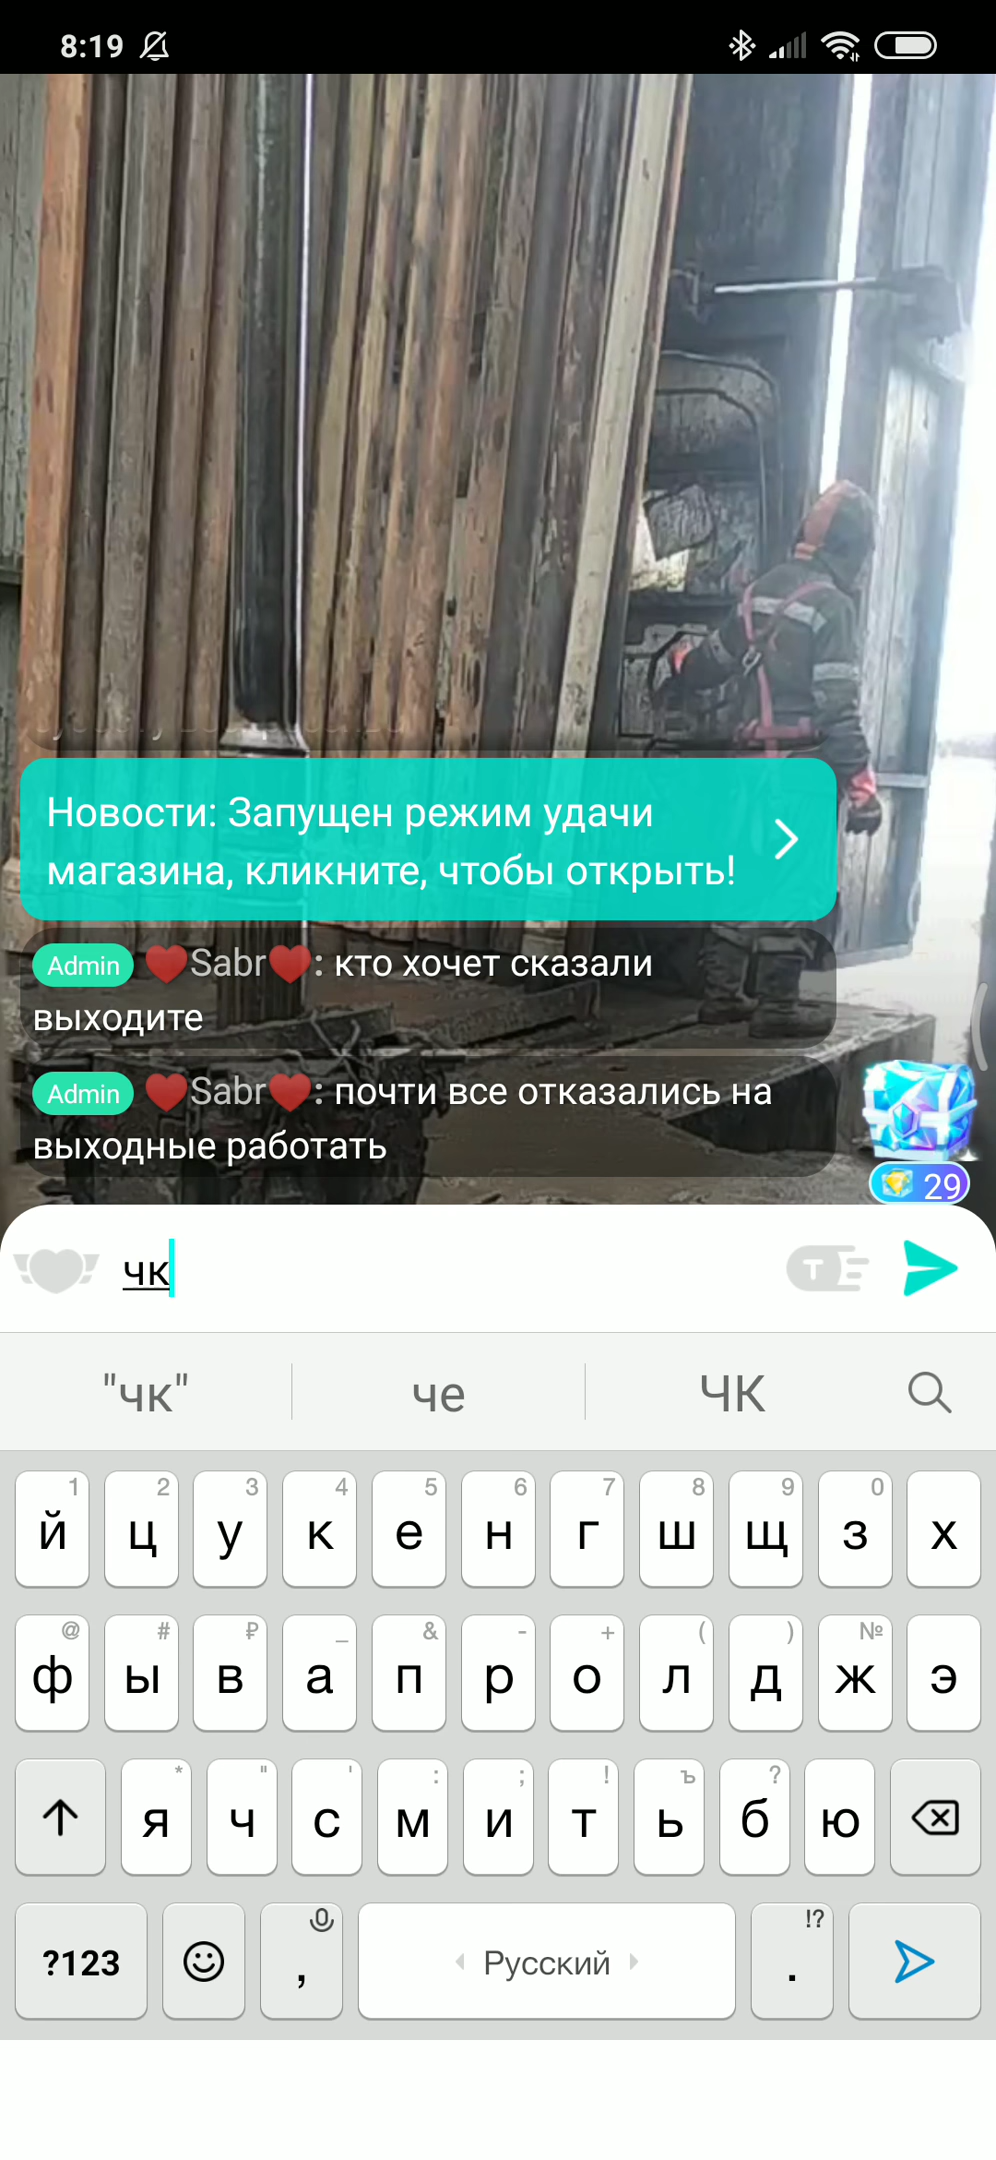 8:19
Новости: Запущен режим удачи
магазина, кликните, чтобы открыть!
Admin ❤️Sabr❤️: кто хочет сказали
выходите
Admin ❤️Sabr❤️: почти все отказались на
выходные работать
29
чк
T
"чк" че ЧК
1 2 3 4 5 6 7 8 9 0
й ц у к е н г ш щ з х
@ # ₽ _ & - + ( ) №
ф ы в а п р о л д ж э
* " ' : ; ! ъ ?
я ч с м и т ь б ю
!?
?123 , Русский .